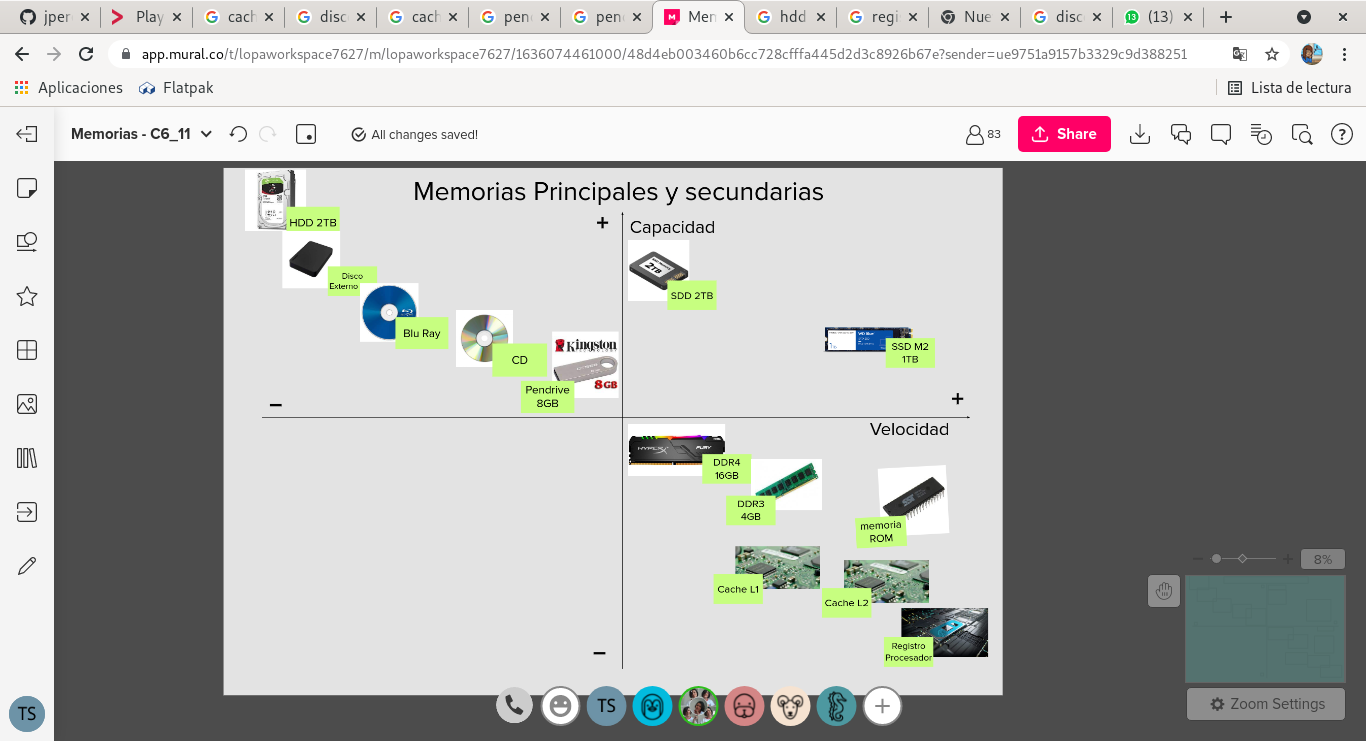 jper
Play
cach
disc
cach
pen
pen
Men
hdd
regi
Nue
disc
(13)
app.mural.co/t/lopaworkspace7627/m/lopaworkspace7627/1636074461000/48d4eb003460b6cc728cfffa445d2d3c8926b67e?sender=ue9751a9157b3329c9d388251
Aplicaciones
Flatpak
Lista de lectura
Memorias - C6_11
All changes saved!
83
Share
Memorias Principales y secundarias
HDD 2TB
+
Capacidad
Disco
Externo
2TB
SDD 2TB
Blu Ray
CD
Kingston
8GB
Pendrive
8GB
SSD M2
1TB
−
+
Velocidad
HYPERX
FURY
DDR4
16GB
DDR3
4GB
memoria
ROM
Cache L1
Cache L2
Registro
Procesador
−
8%
TS
TS
Zoom Settings